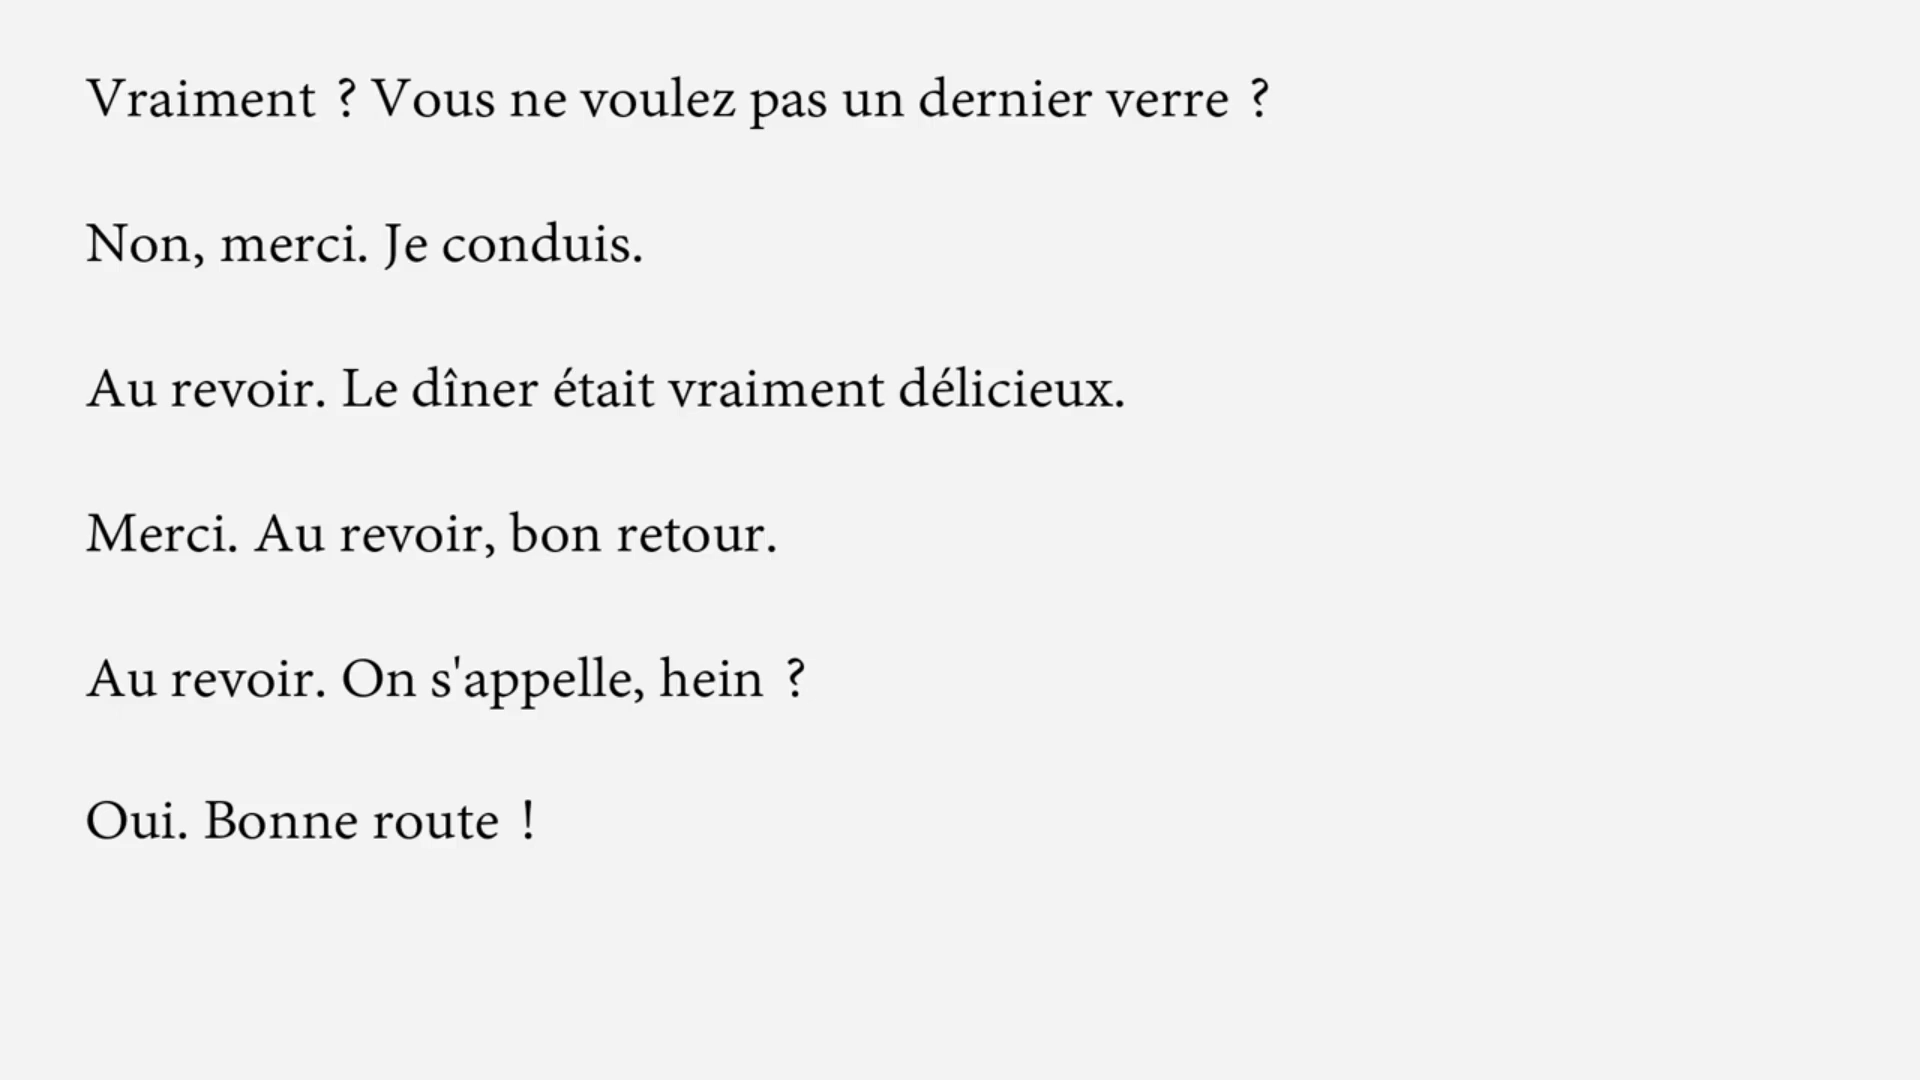 Vraiment ? Vous ne voulez pas un dernier verre ?
Non, merci. Je conduis.
Au revoir. Le dîner était vraiment délicieux.
Merci. Au revoir, bon retour.
Au revoir. On s'appelle, hein ?
Oui. Bonne route !